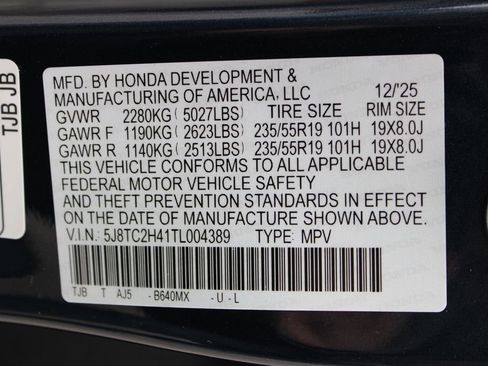 TJB JB
MFD. BY HONDA DEVELOPMENT &
MANUFACTURING OF AMERICA, LLC 12/'25
GVWR 2280KG (5027LBS) TIRE SIZE RIM SIZE
GAWR F 1190KG (2623LBS) 235/55R19 101H 19X8.0J
GAWR R 1140KG (2513LBS) 235/55R19 101H 19X8.0J
THIS VEHICLE CONFORMS TO ALL APPLICABLE
FEDERAL MOTOR VEHICLE SAFETY
AND THEFT PREVENTION STANDARDS IN EFFECT
ON THE DATE OF MANUFACTURE SHOWN ABOVE.
V.I.N.: 5J8TC2H41TL004389 TYPE: MPV
TJB T AJ5 - B640MX - U - L